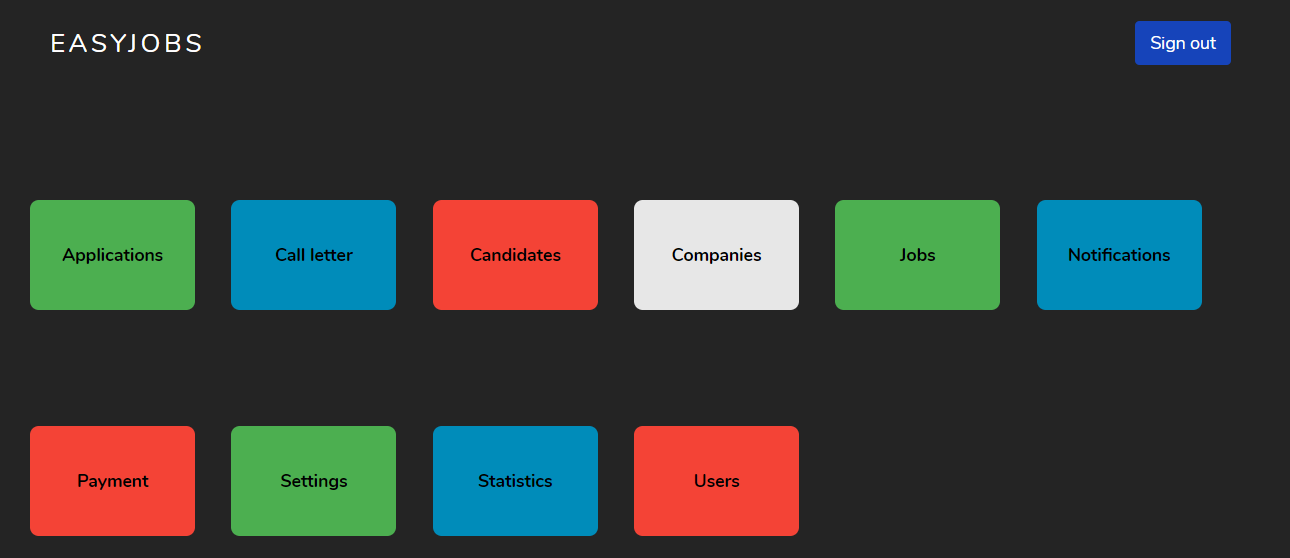 EASYJOBS
Sign out
Applications
Call letter
Candidates
Companies
Jobs
Notifications
Payment
Settings
Statistics
Users